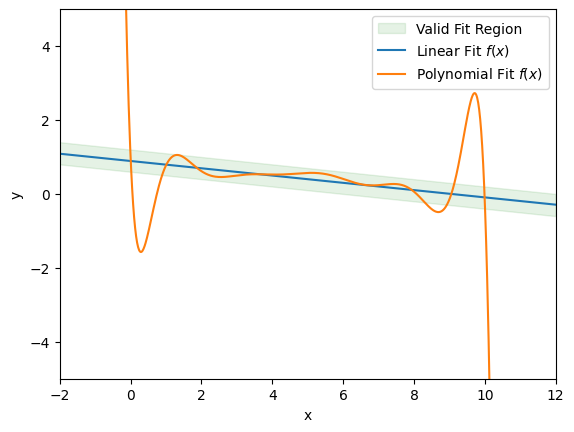 Valid Fit Region
Linear Fit f(x)
Polynomial Fit f(x)
y
4
2
0
−2
−4
−2 0 2 4 6 8 10 12
x